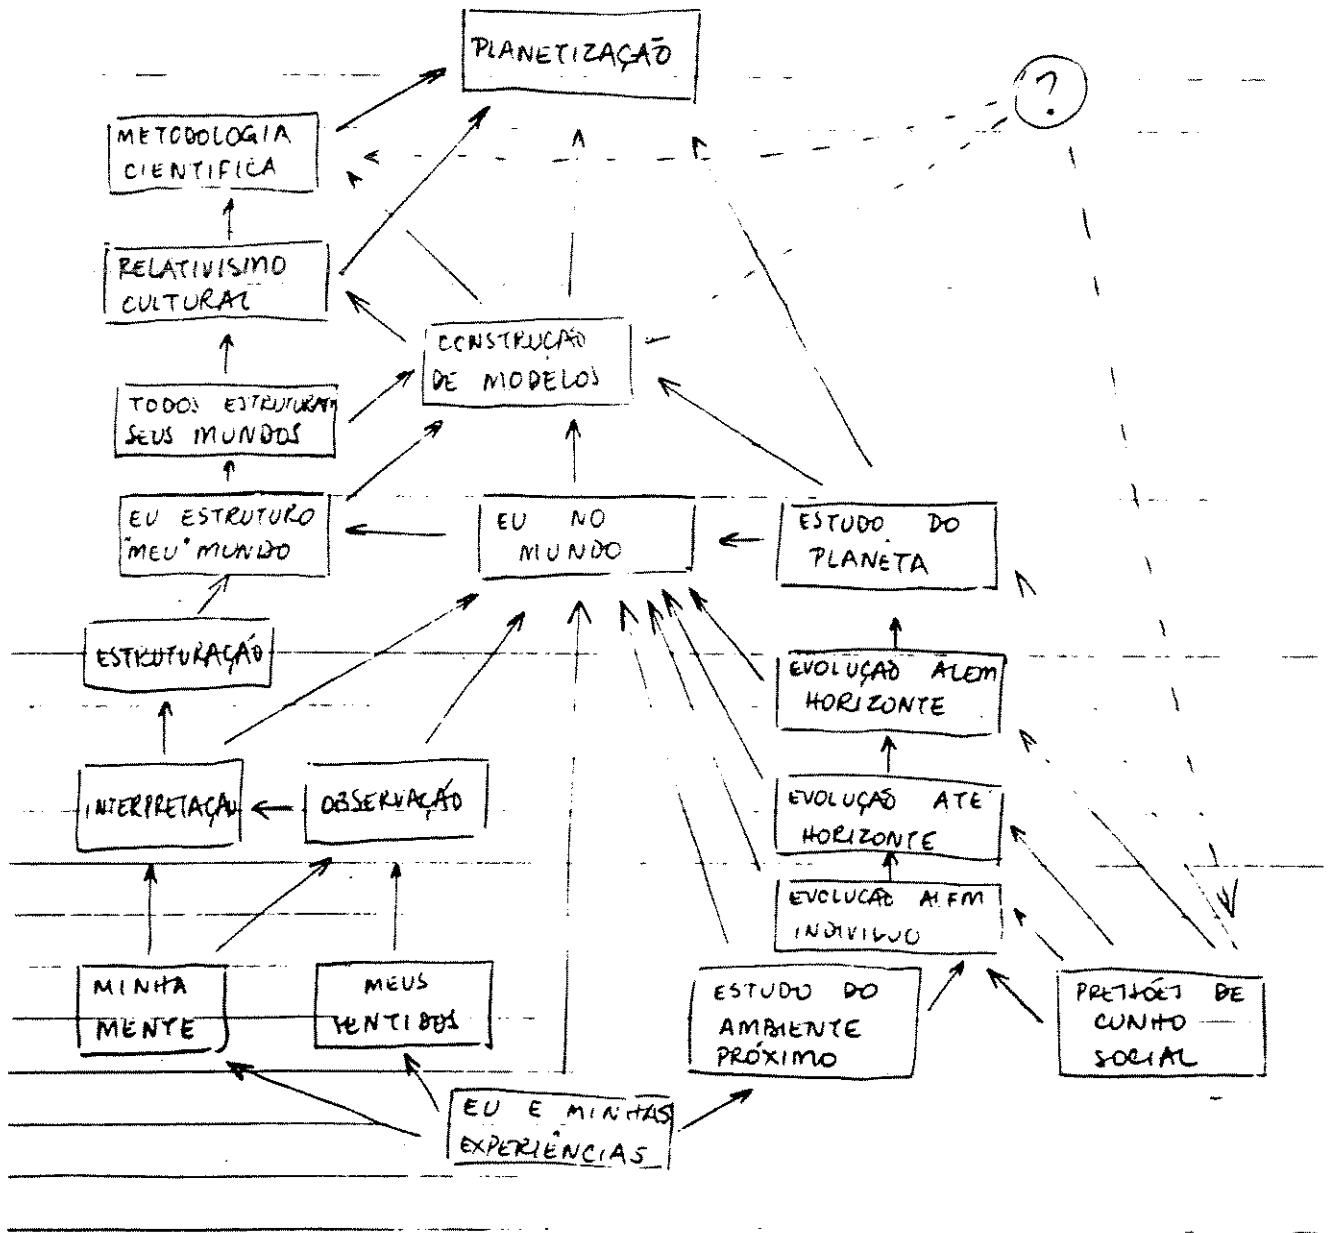 PLANETIZAÇÃO
?
METODOLOGIA
CIENTIFICA
RELATIVISMO
CULTURAL
CONSTRUÇÃO
DE MODELOS
TODOS ESTRUTURAM
SEUS MUNDOS
EU ESTRUTURO
"MEU" MUNDO
EU NO
MUNDO
ESTUDO DO
PLANETA
ESTRUTURAÇÃO
EVOLUÇÃO ALEM
HORIZONTE
INTERPRETAÇÃO
OBSERVAÇÃO
EVOLUÇÃO ATE
HORIZONTE
EVOLUÇÃO ALEM
INDIVIDUO
MINHA
MENTE
MEUS
SENTIDOS
ESTUDO DO
AMBIENTE
PRÓXIMO
PRESSÕES DE
CUNHO
SOCIAL
EU E MINHAS
EXPERIÊNCIAS